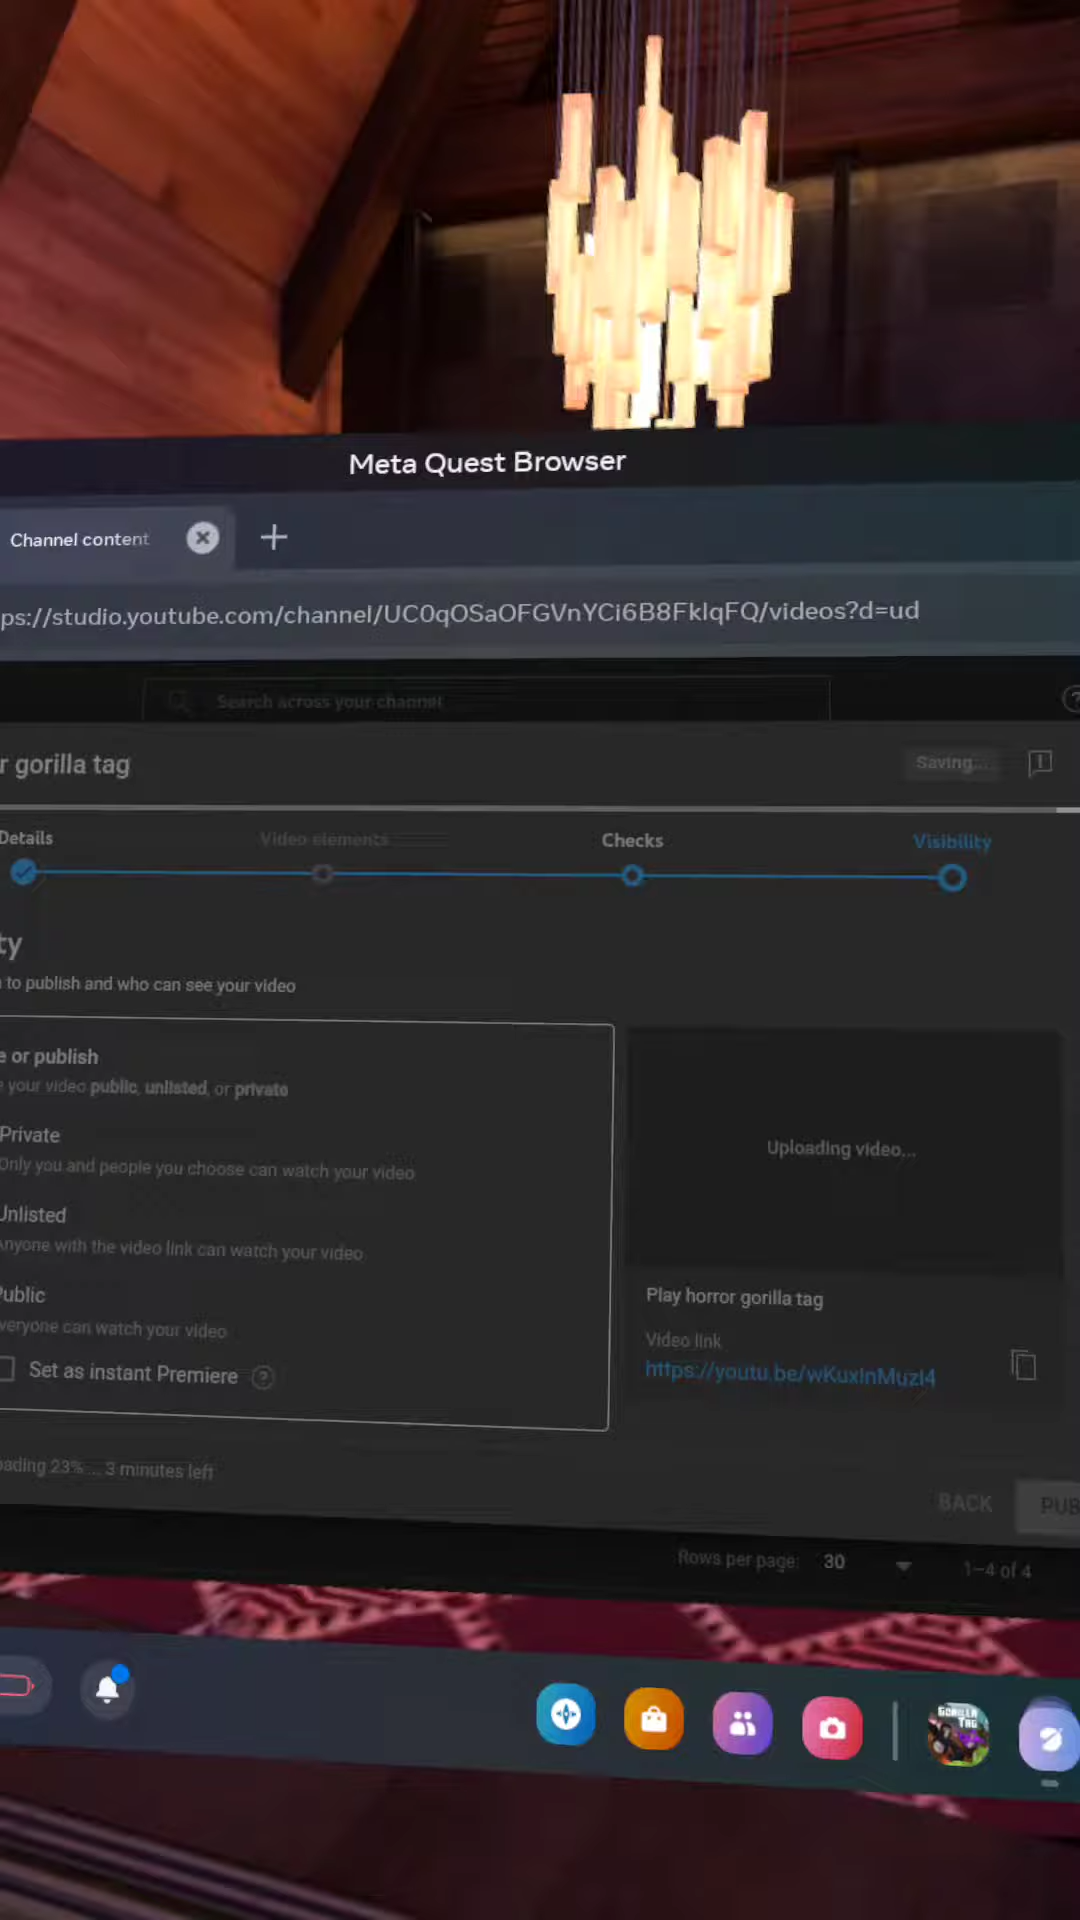 Meta Quest Browser
Channel content
ps://studio.youtube.com/channel/UC0qOSaOFGVnYCi6B8FklqFQ/videos?d=ud
Search across your channel
r gorilla tag
Saving...
Details
Video elements
Checks
Visibility
ty
to publish and who can see your video
e or publish
your video public, unlisted, or private
Private
Only you and people you choose can watch your video
Unlisted
Anyone with the video link can watch your video
Public
veryone can watch your video
Set as instant Premiere
Uploading video...
Play horror gorilla tag
Video link
https://youtu.be/wKuxInMuzI4
oading 23% ... 3 minutes left
BACK
PUB
Rows per page: 30
1–4 of 4
GORILLA TAG